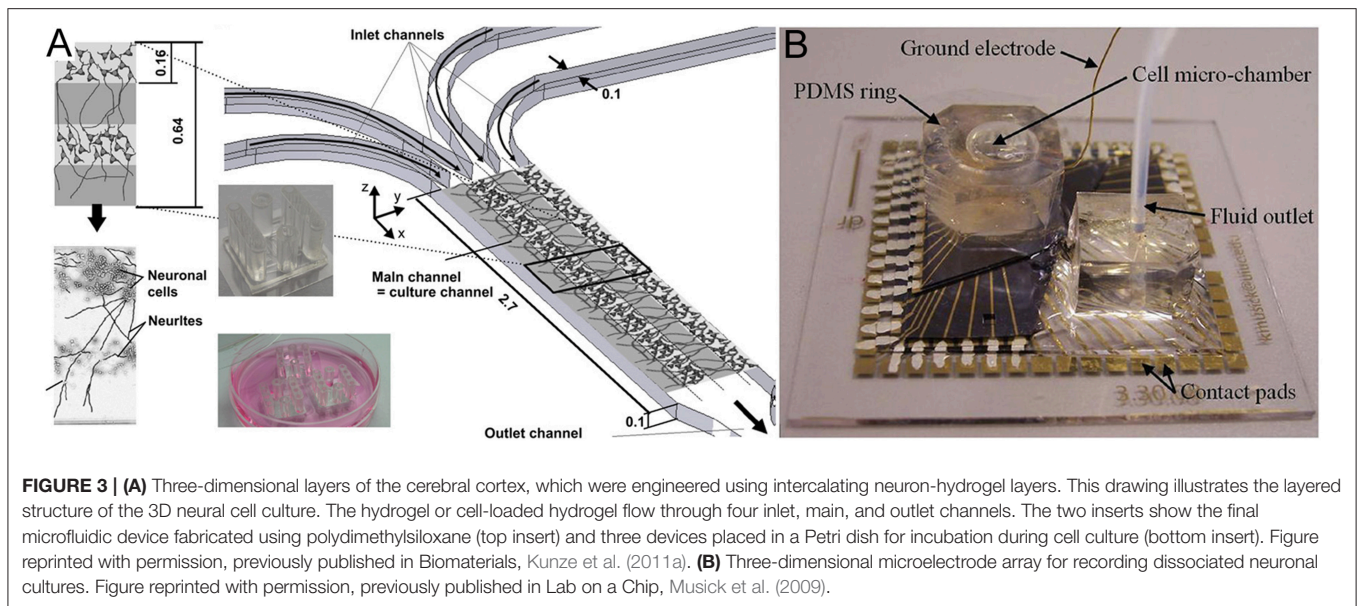 A
0.16
0.64
Neuronal
cells
Neurites
Inlet channels
0.1
z
y
x
Main channel
= culture channel
2.7
0.1
Outlet channel
B
Ground electrode
Cell micro-chamber
PDMS ring
Fluid outlet
Contact pads
FIGURE 3 | (A) Three-dimensional layers of the cerebral cortex, which were engineered using intercalating neuron-hydrogel layers. This drawing illustrates the layered
structure of the 3D neural cell culture. The hydrogel or cell-loaded hydrogel flow through four inlet, main, and outlet channels. The two inserts show the final
microfluidic device fabricated using polydimethylsiloxane (top insert) and three devices placed in a Petri dish for incubation during cell culture (bottom insert). Figure
reprinted with permission, previously published in Biomaterials, Kunze et al. (2011a). (B) Three-dimensional microelectrode array for recording dissociated neuronal
cultures. Figure reprinted with permission, previously published in Lab on a Chip, Musick et al. (2009).